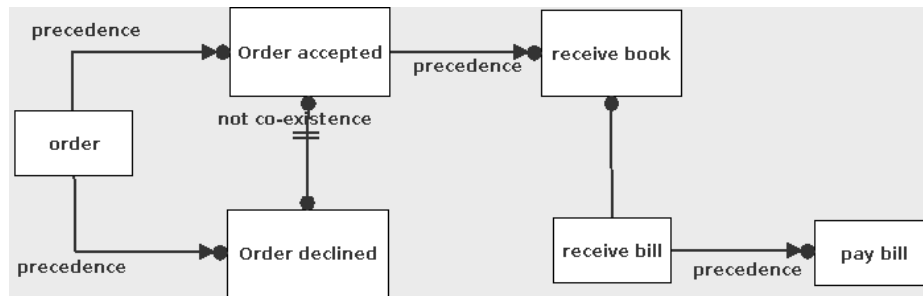 precedence
Order accepted
receive book
precedence
not co-existence
order
Order declined
receive bill
pay bill
precedence
precedence